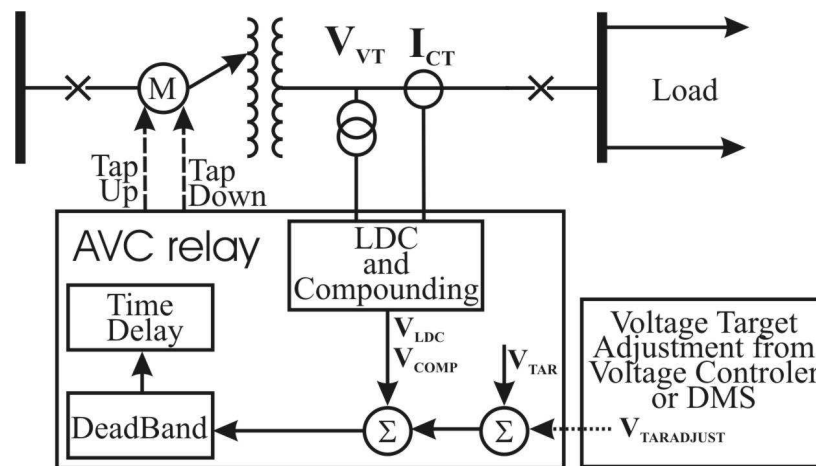 V_VT
I_CT
M
Load
Tap
Up
Tap
Down
AVC relay
LDC
and
Compounding
Time
Delay
V_LDC
V_COMP
V_TAR
Voltage Target
Adjustment from
Voltage Controler
or DMS
DeadBand
Σ
Σ
V_TARADJUST